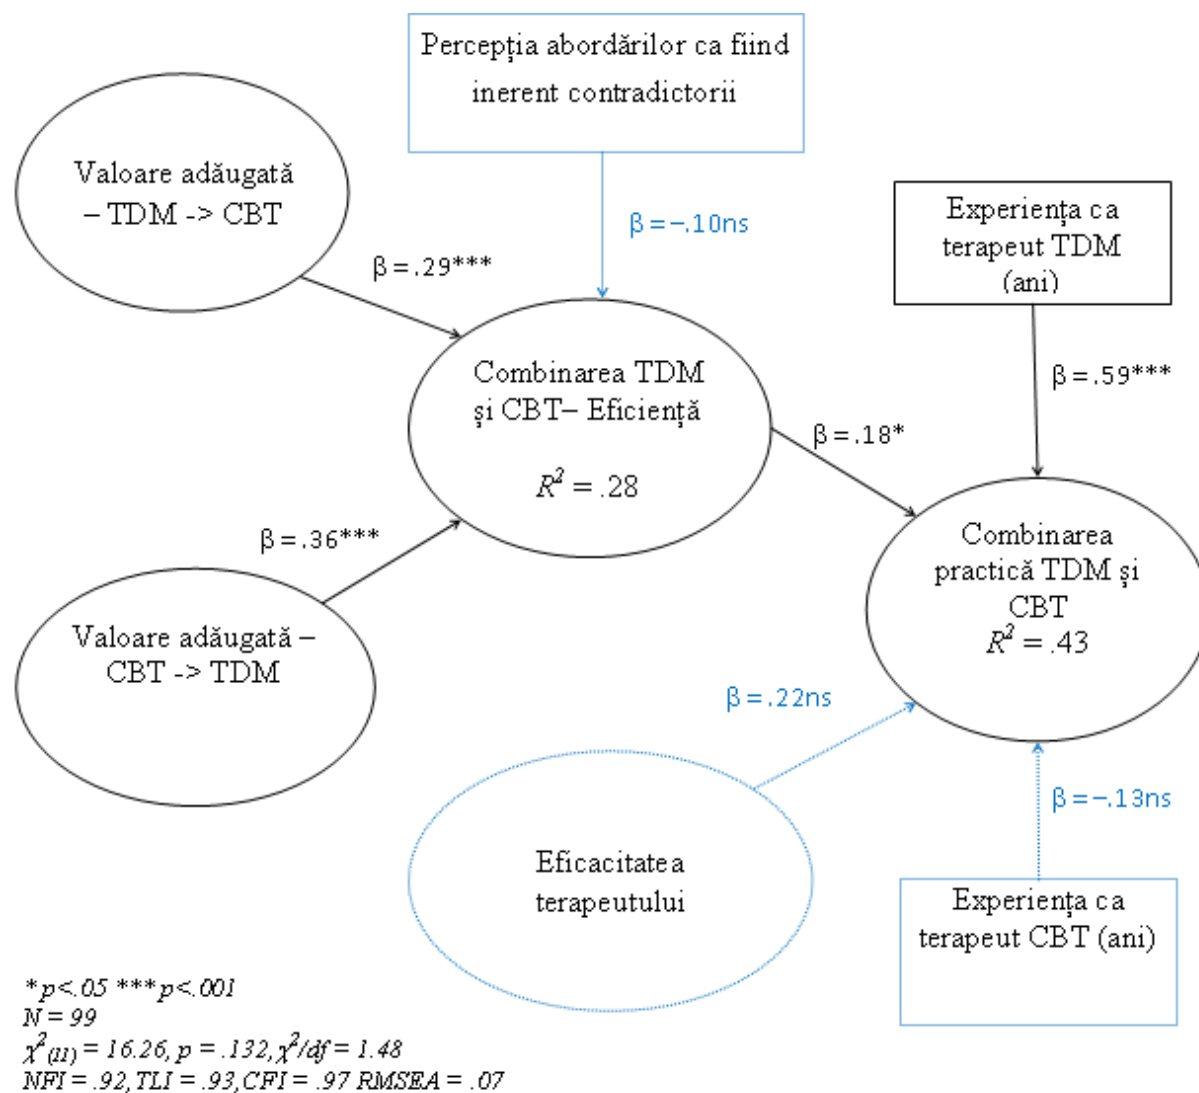 Percepția abordărilor ca fiind
inerent contradictorii
Valoare adăugată
– TDM -> CBT
β = –.10ns
Experiența ca
terapeut TDM
(ani)
β = .29***
Combinarea TDM
și CBT– Eficiență
R² = .28
β = .59***
β = .18*
β = .36***
Combinarea
practică TDM și
CBT
R² = .43
Valoare adăugată –
CBT -> TDM
β = .22ns
β = –.13ns
Eficacitatea
terapeutului
Experiența ca
terapeut CBT (ani)
*p<.05 ***p<.001
N = 99
χ²(11) = 16.26, p = .132, χ²/df = 1.48
NFI = .92, TLI = .93, CFI = .97 RMSEA = .07